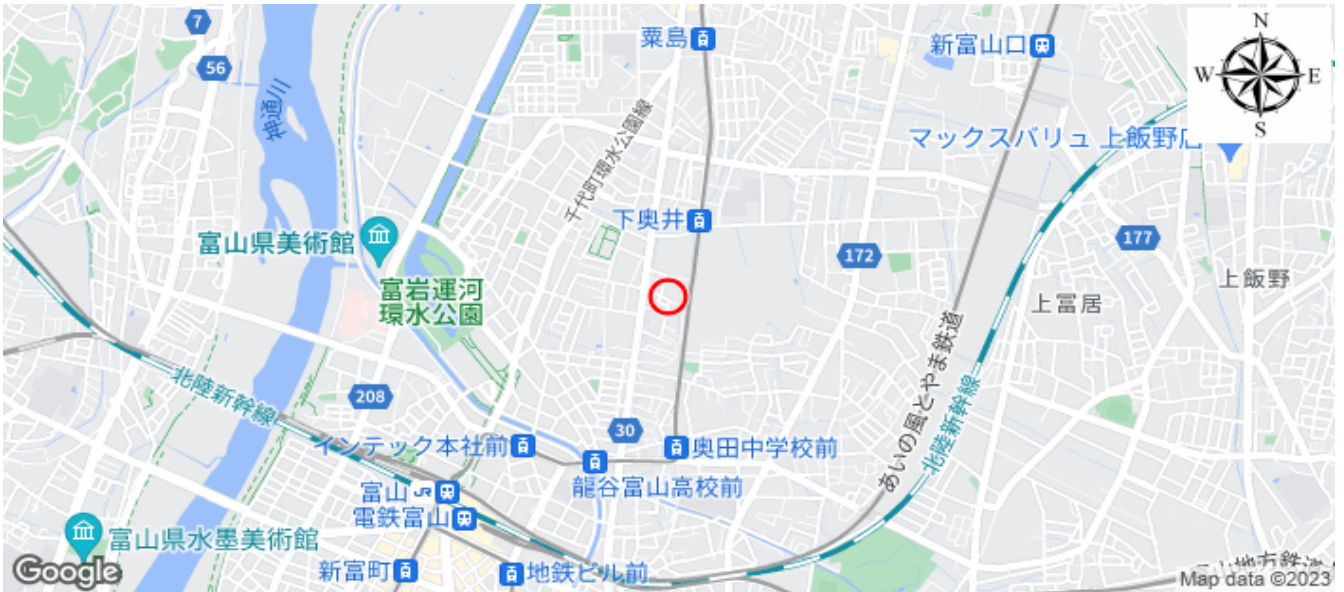 7
56
神通川
粟島
新富山口
N
W
E
S
マックスバリュ 上飯野店
千代町環水公園線
下奥井
富山県美術館
富岩運河
環水公園
172
177
上飯野
上冨居
北陸新幹線
208
30
インテック本社前
奥田中学校前
龍谷富山高校前
あいの風とやま鉄道
北陸新幹線
富山 JR
電鉄富山
富山県水墨美術館
新富町
地鉄ビル前
Google
Map data ©2023